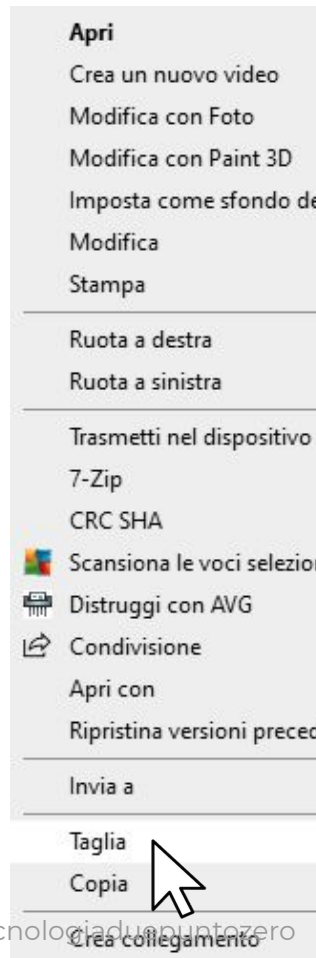 Apri
Crea un nuovo video
Modifica con Foto
Modifica con Paint 3D
Imposta come sfondo de
Modifica
Stampa
Ruota a destra
Ruota a sinistra
Trasmetti nel dispositivo
7-Zip
CRC SHA
Scansiona le voci selezion
Distruggi con AVG
Condivisione
Apri con
Ripristina versioni preced
Invia a
Taglia
Copia
cnologiaduepuntozero
Crea collegamento